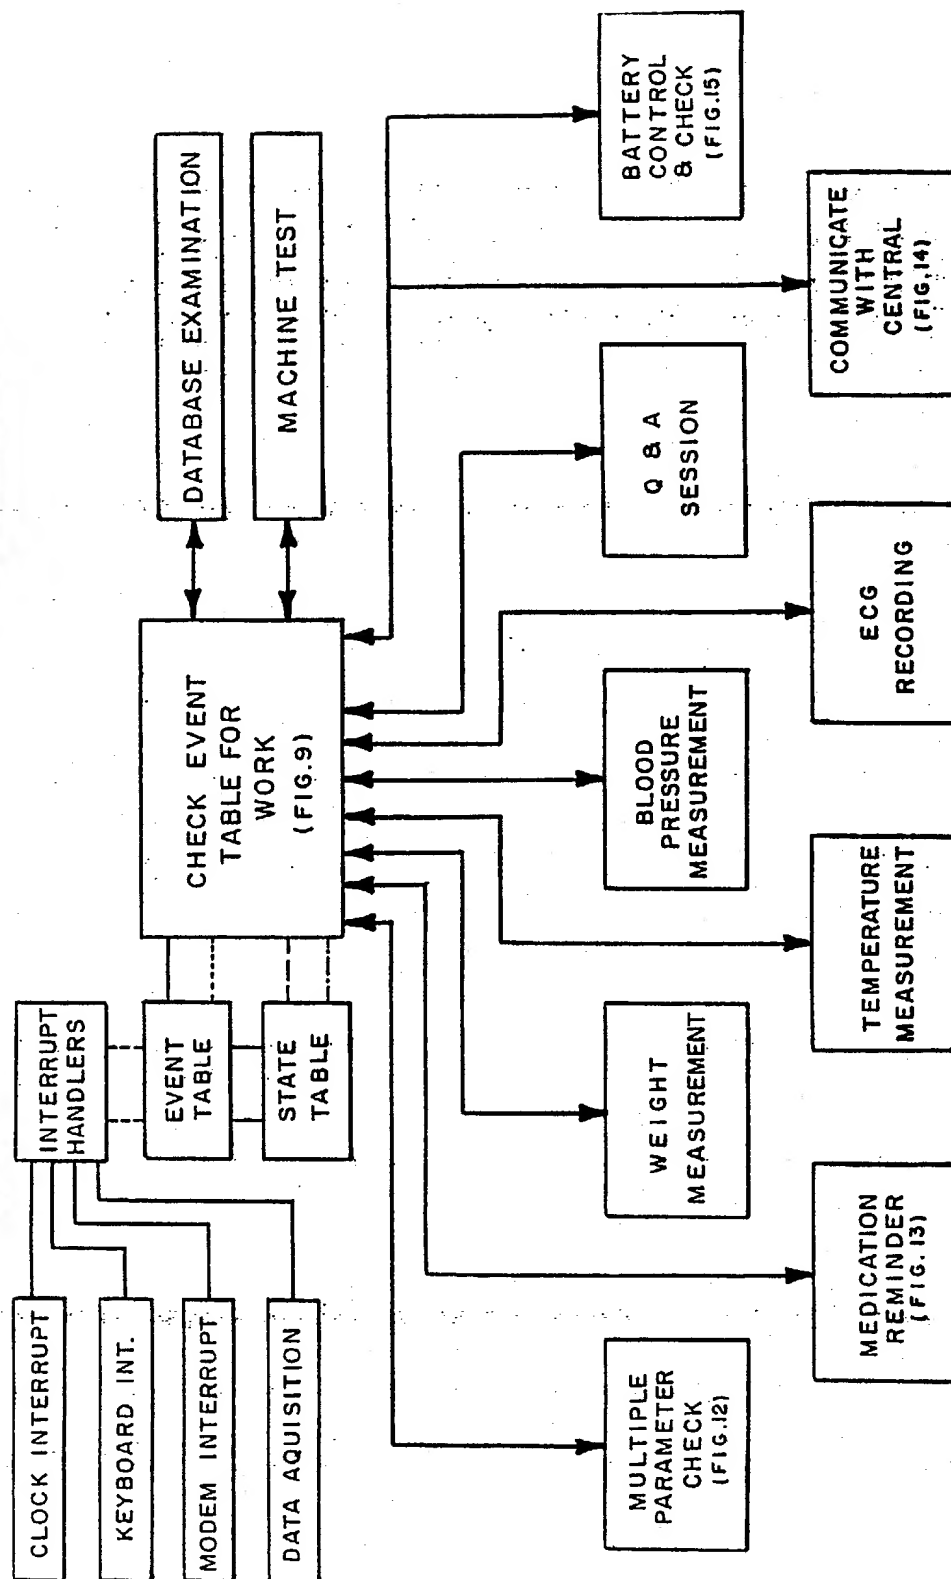 CLOCK INTERRUPT
KEYBOARD INT.
MODEM INTERRUPT
DATA AQUISITION
INTERRUPT
HANDLERS
EVENT
TABLE
STATE
TABLE
CHECK EVENT
TABLE FOR
WORK
(FIG.9)
DATABASE EXAMINATION
MACHINE TEST
MULTIPLE
PARAMETER
CHECK
(FIG.12)
MEDICATION
REMINDER
(FIG. 13)
WEIGHT
MEASUREMENT
TEMPERATURE
MEASUREMENT
BLOOD
PRESSURE
MEASUREMENT
ECG
RECORDING
Q & A
SESSION
COMMUNICATE
WITH
CENTRAL
(FIG.14)
BATTERY
CONTROL
& CHECK
(FIG.15)